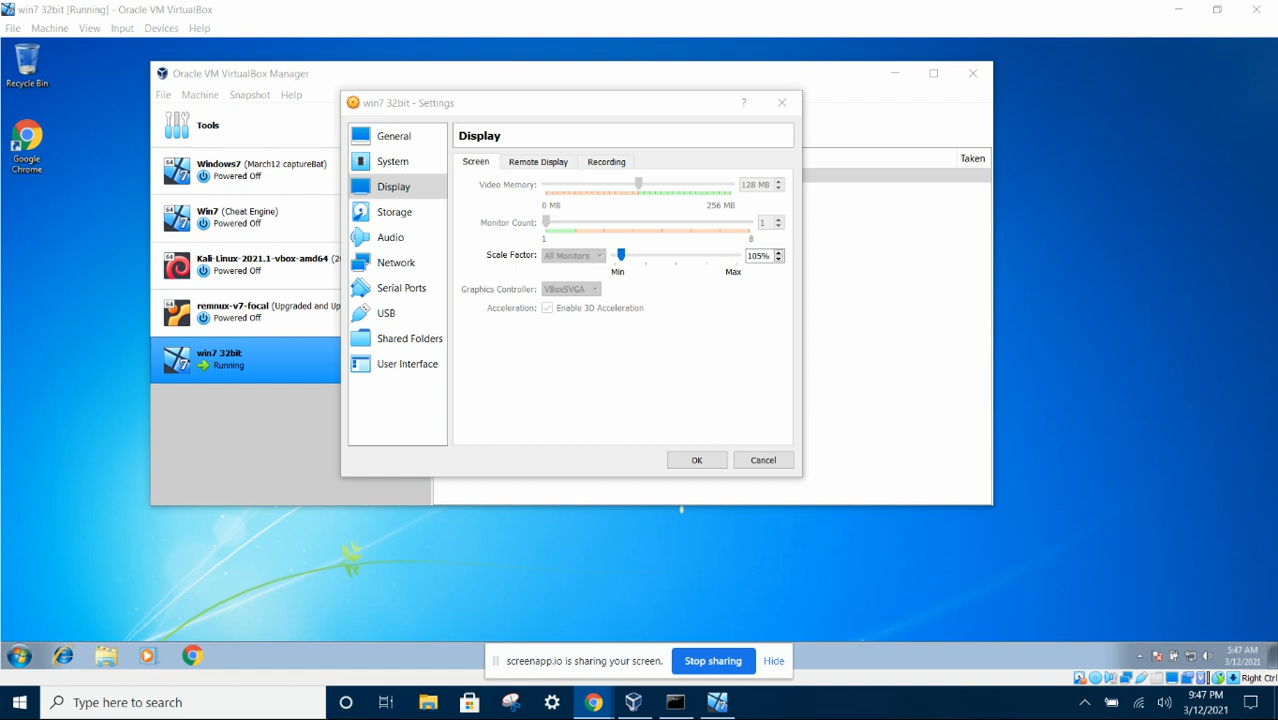 win7 32bit [Running] - Oracle VM VirtualBox
File Machine View Input Devices Help
Recycle Bin
Google Chrome
Oracle VM VirtualBox Manager
File Machine Snapshot Help
Tools
Windows7 (March12 captureBat)
Powered Off
Win7 (Cheat Engine)
Powered Off
Kali-Linux-2021.1-vbox-amd64 (20
Powered Off
remnux-v7-focal (Upgraded and Up
Powered Off
win7 32bit
Running
Taken
win7 32bit - Settings
?
General
System
Display
Storage
Audio
Network
Serial Ports
USB
Shared Folders
User Interface
Display
Screen Remote Display Recording
Video Memory: 128 MB
0 MB 256 MB
Monitor Count: 1
1 8
Scale Factor: All Monitors 105%
Min Max
Graphics Controller: VBoxSVGA
Acceleration: Enable 3D Acceleration
OK Cancel
screenapp.io is sharing your screen. Stop sharing Hide
5:47 AM
3/12/2021
Right Ctrl
Type here to search
9:47 PM
3/12/2021